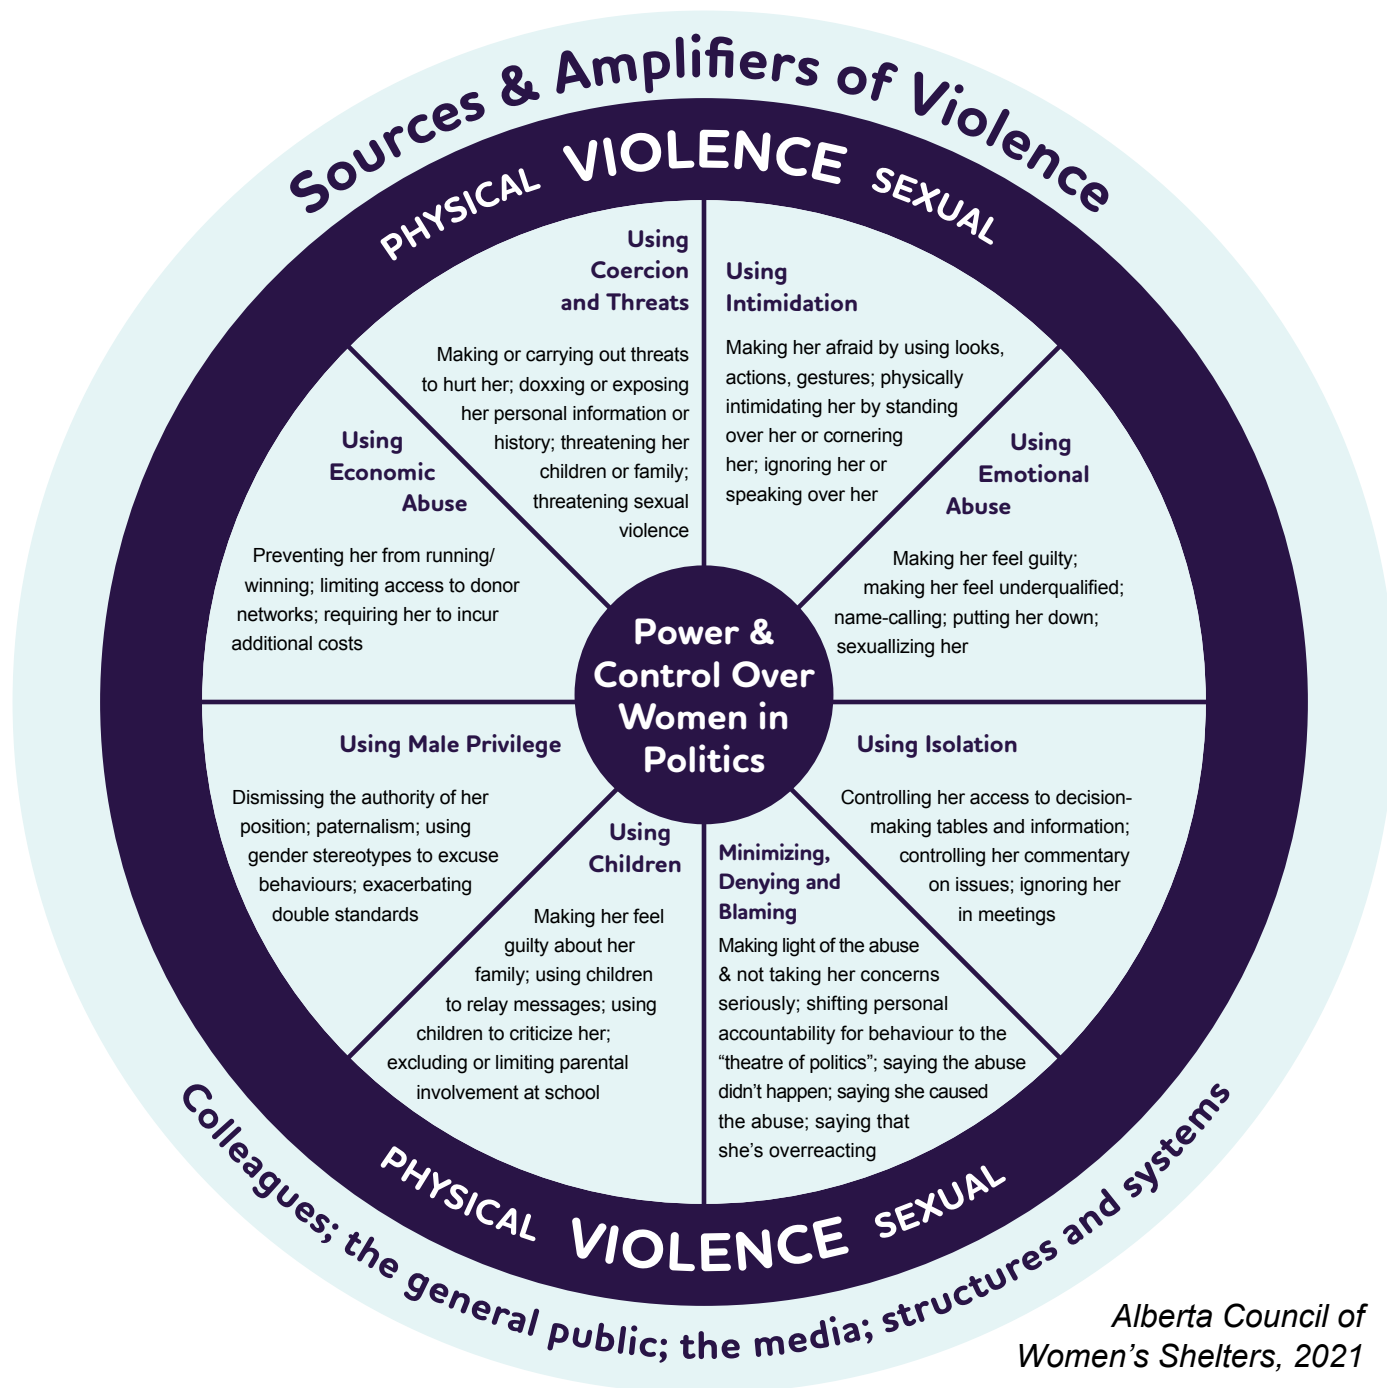 Sources & Amplifiers of Violence
PHYSICAL VIOLENCE SEXUAL
Using
Coercion
and Threats
Making or carrying out threats
to hurt her; doxxing or exposing
her personal information or
history; threatening her
children or family;
threatening sexual
violence
Using
Intimidation
Making her afraid by using looks,
actions, gestures; physically
intimidating her by standing
over her or cornering
her; ignoring her or
speaking over her
Using
Emotional
Abuse
Making her feel guilty;
making her feel underqualified;
name-calling; putting her down;
sexuallizing her
Using Isolation
Controlling her access to decision-
making tables and information;
controlling her commentary
on issues; ignoring her
in meetings
Minimizing,
Denying and
Blaming
Making light of the abuse
& not taking her concerns
seriously; shifting personal
accountability for behaviour to the
“theatre of politics”; saying the abuse
didn’t happen; saying she caused
the abuse; saying that
she’s overreacting
Using
Children
Making her feel
guilty about her
family; using children
to relay messages; using
children to criticize her;
excluding or limiting parental
involvement at school
Using Male Privilege
Dismissing the authority of her
position; paternalism; using
gender stereotypes to excuse
behaviours; exacerbating
double standards
Using
Economic
Abuse
Preventing her from running/
winning; limiting access to donor
networks; requiring her to incur
additional costs
Power &
Control Over
Women in
Politics
PHYSICAL VIOLENCE SEXUAL
Colleagues; the general public; the media; structures and systems
Alberta Council of
Women’s Shelters, 2021